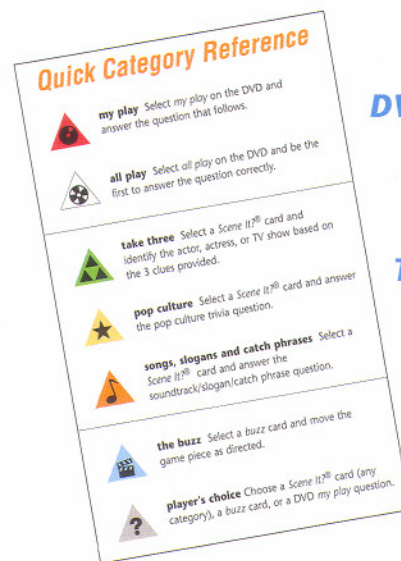 Quick Category Reference
my play Select my play on the DVD and
answer the question that follows.
all play Select all play on the DVD and be the
first to answer the question correctly.
take three Select a Scene It?® card and
identify the actor, actress, or TV show based on
the 3 clues provided.
pop culture Select a Scene It?® card and answer
the pop culture trivia question.
songs, slogans and catch phrases Select a
Scene It?® card and answer the
soundtrack/slogan/catch phrase question.
the buzz Select a buzz card and move the
game piece as directed.
?
player's choice Choose a Scene It?® card (any
category), a buzz card, or a DVD my play question.